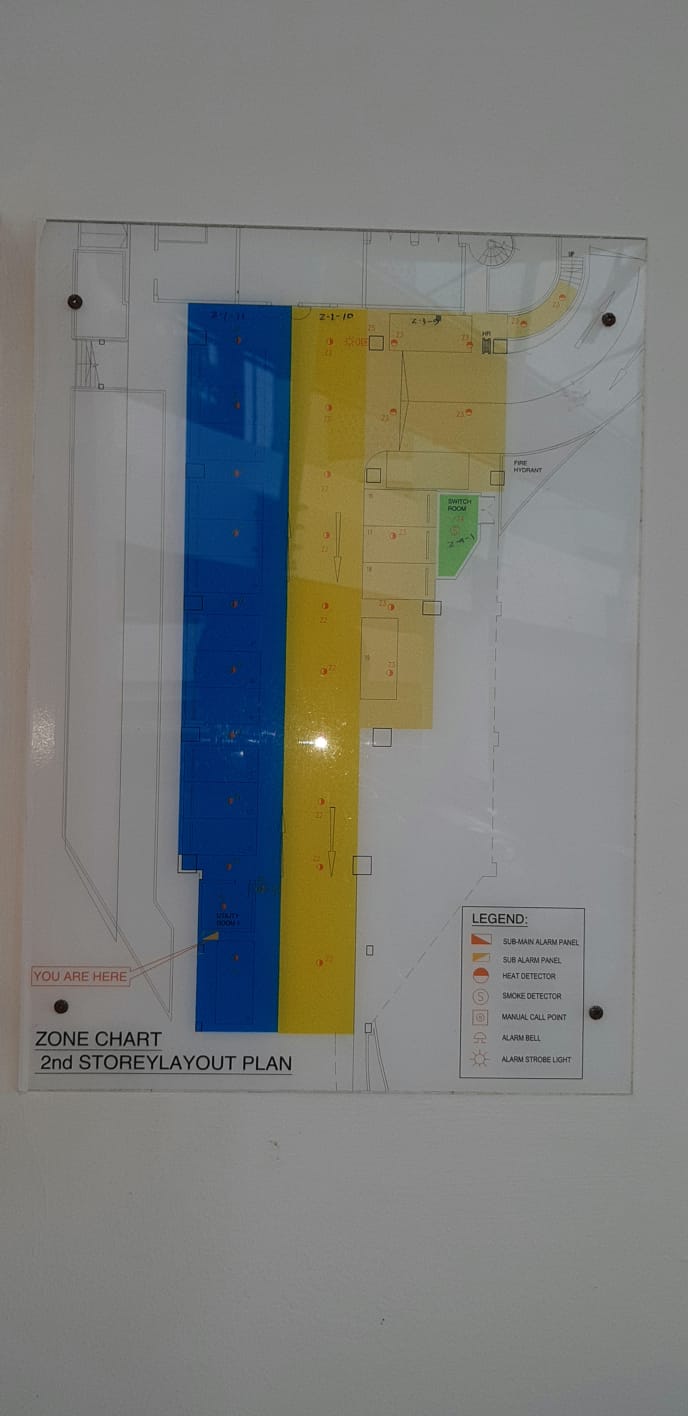 Z-1-11
Z-1-10
Z-1-9
HR
FIRE
HYDRANT
SWITCH
ROOM
Z-4-1
UTILITY
ROOM
YOU ARE HERE
LEGEND:
SUB-MAIN ALARM PANEL
SUB ALARM PANEL
HEAT DETECTOR
SMOKE DETECTOR
MANUAL CALL POINT
ALARM BELL
ALARM STROBE LIGHT
ZONE CHART
2nd STOREYLAYOUT PLAN